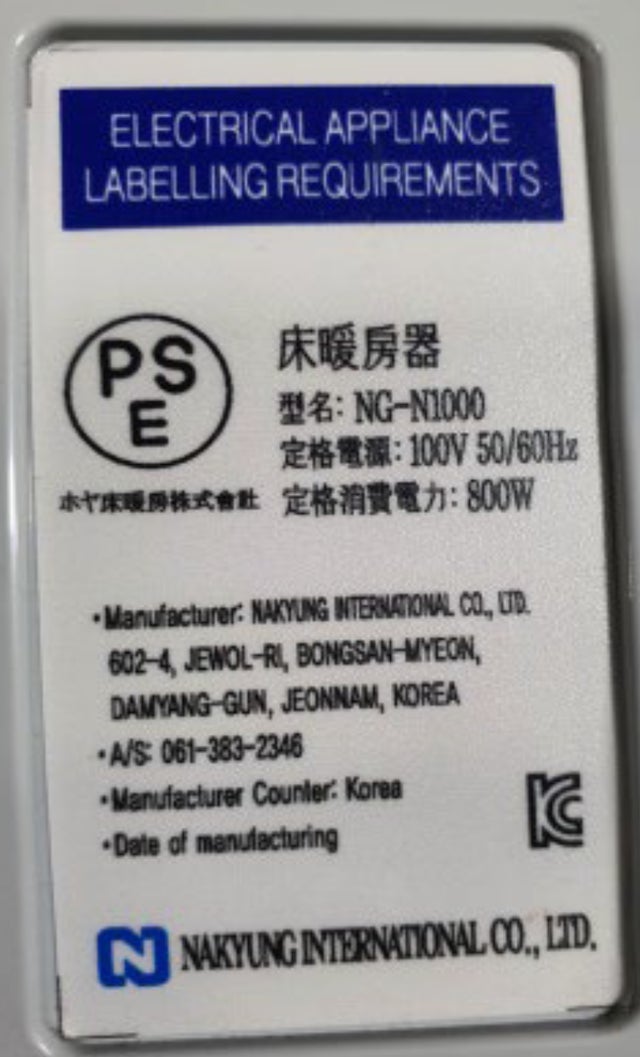 ELECTRICAL APPLIANCE
LABELLING REQUIREMENTS
PS
E
ホヤ床暖房株式會社
床暖房器
型名: NG-N1000
定格電源: 100V 50/60Hz
定格消費電力: 800W
·Manufacturer: NAKYUNG INTERNATIONAL CO., LTD.
602-4, JEWOL-RI, BONGSAN-MYEON,
DAMYANG-GUN, JEONNAM, KOREA
·A/S: 061-383-2346
·Manufacturer Counter: Korea
·Date of manufacturing
KC
N NAKYUNG INTERNATIONAL CO., LTD.